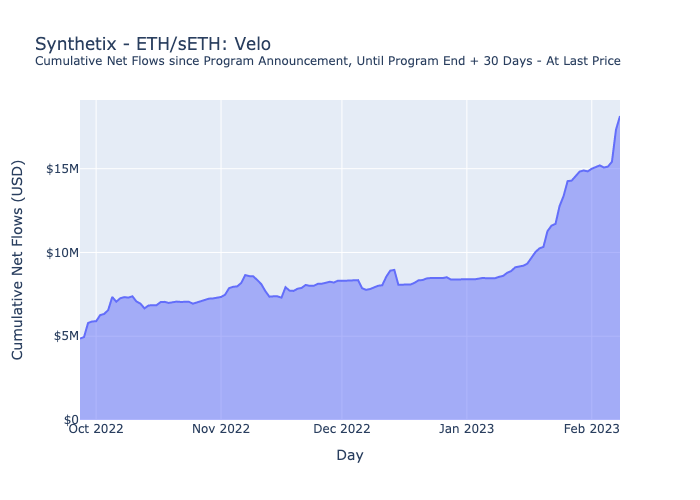 Synthetix - ETH/sETH: Velo
Cumulative Net Flows since Program Announcement, Until Program End + 30 Days - At Last Price
Cumulative Net Flows (USD)
$15M
$10M
$5M
$0
Oct 2022
Nov 2022
Dec 2022
Jan 2023
Feb 2023
Day